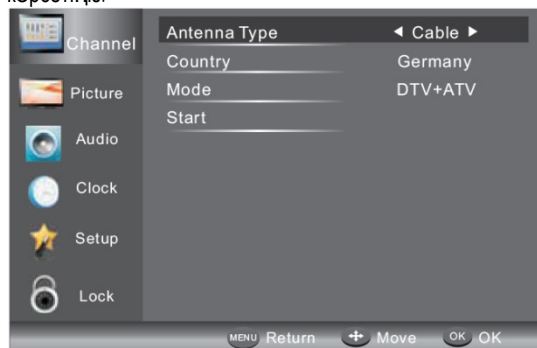 Channel
Picture
Audio
Clock
Setup
Lock
Antenna Type ◀ Cable ▶
Country Germany
Mode DTV+ATV
Start
MENU Return Move OK OK